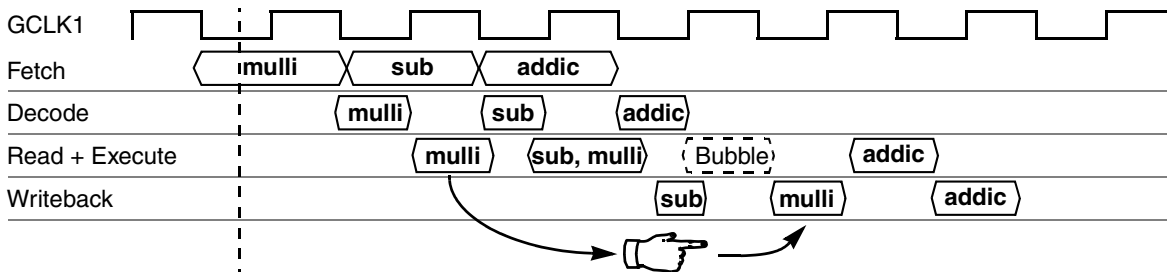 GCLK1
Fetch mulli sub addic
Decode mulli sub addic
Read + Execute mulli sub, mulli Bubble addic
Writeback sub mulli addic